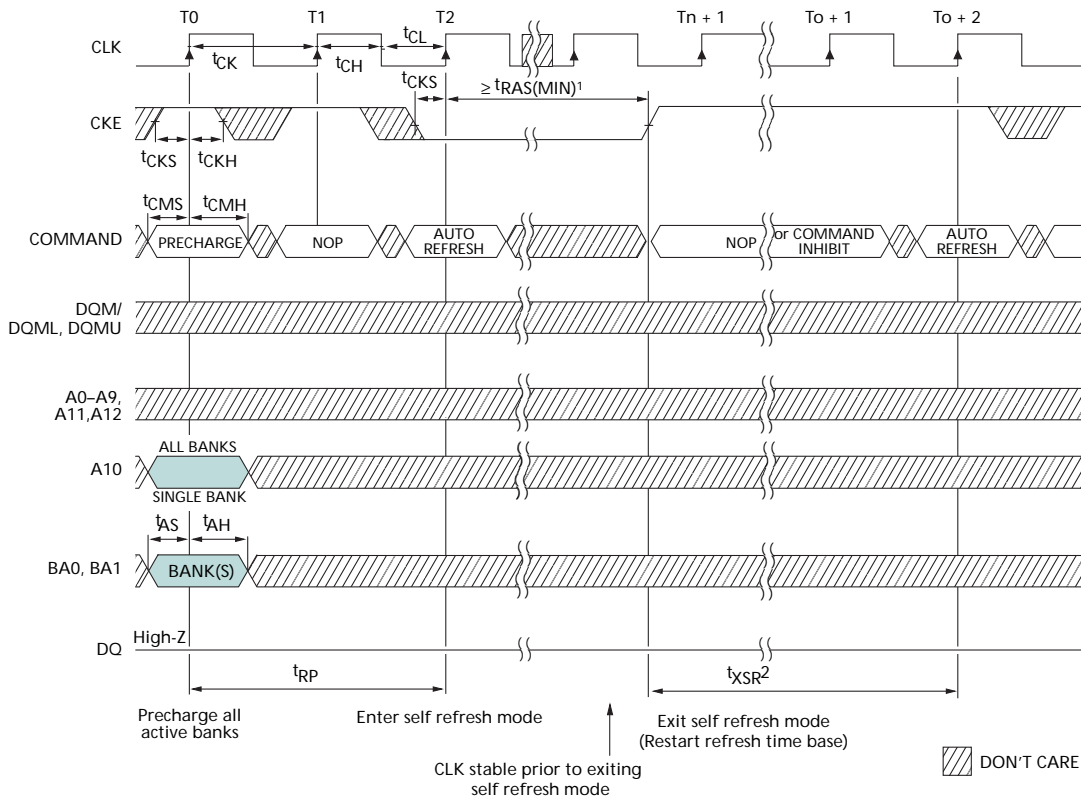 T0 T1 T2 Tn + 1 To + 1 To + 2
CLK
tCK tCH tCL
tCKS ≥ tRAS(MIN)¹
CKE
tCKS tCKH
tCMS tCMH
COMMAND PRECHARGE NOP AUTO REFRESH NOP or COMMAND INHIBIT AUTO REFRESH
DQM/
DQML, DQMU
A0–A9,
A11,A12
ALL BANKS
A10
SINGLE BANK
tAS tAH
BA0, BA1 BANK(S)
High-Z
DQ
tRP tXSR²
Precharge all
active banks
Enter self refresh mode
Exit self refresh mode
(Restart refresh time base)
CLK stable prior to exiting
self refresh mode
DON'T CARE